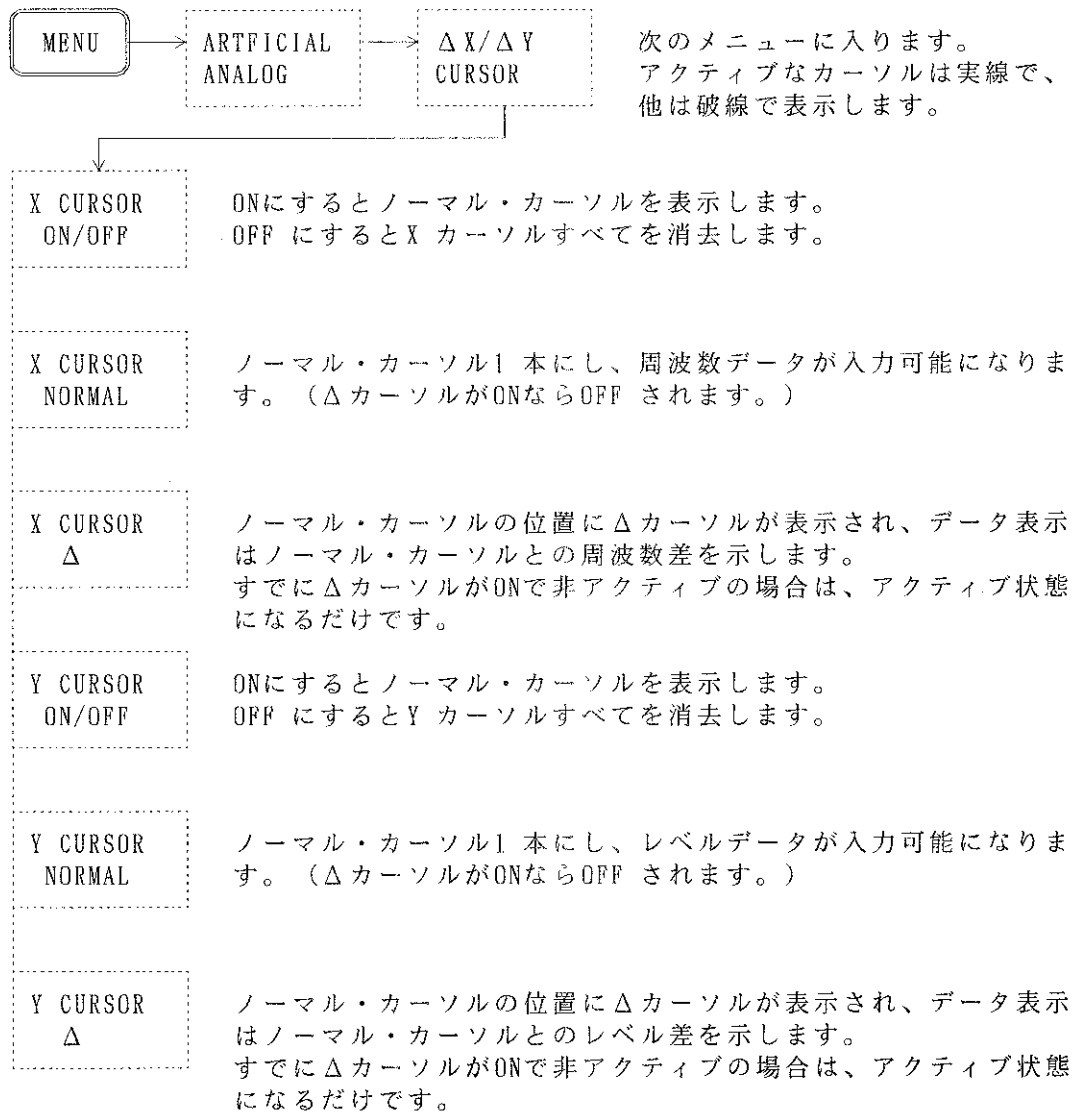 MENU
ARTFICIAL
ANALOG
ΔX/ΔY
CURSOR
次のメニューに入ります。
アクティブなカーソルは実線で、
他は破線で表示します。
X CURSOR
ON/OFF
ONにするとノーマル・カーソルを表示します。
OFF にするとX カーソルすべてを消去します。
X CURSOR
NORMAL
ノーマル・カーソル1 本にし、周波数データが入力可能になりま
す。（ΔカーソルがONならOFF されます。）
X CURSOR
Δ
ノーマル・カーソルの位置にΔカーソルが表示され、データ表示
はノーマル・カーソルとの周波数差を示します。
すでにΔカーソルがONで非アクティブの場合は、アクティブ状態
になるだけです。
Y CURSOR
ON/OFF
ONにするとノーマル・カーソルを表示します。
OFF にするとY カーソルすべてを消去します。
Y CURSOR
NORMAL
ノーマル・カーソル1 本にし、レベルデータが入力可能になりま
す。（ΔカーソルがONならOFF されます。）
Y CURSOR
Δ
ノーマル・カーソルの位置にΔカーソルが表示され、データ表示
はノーマル・カーソルとのレベル差を示します。
すでにΔカーソルがONで非アクティブの場合は、アクティブ状態
になるだけです。